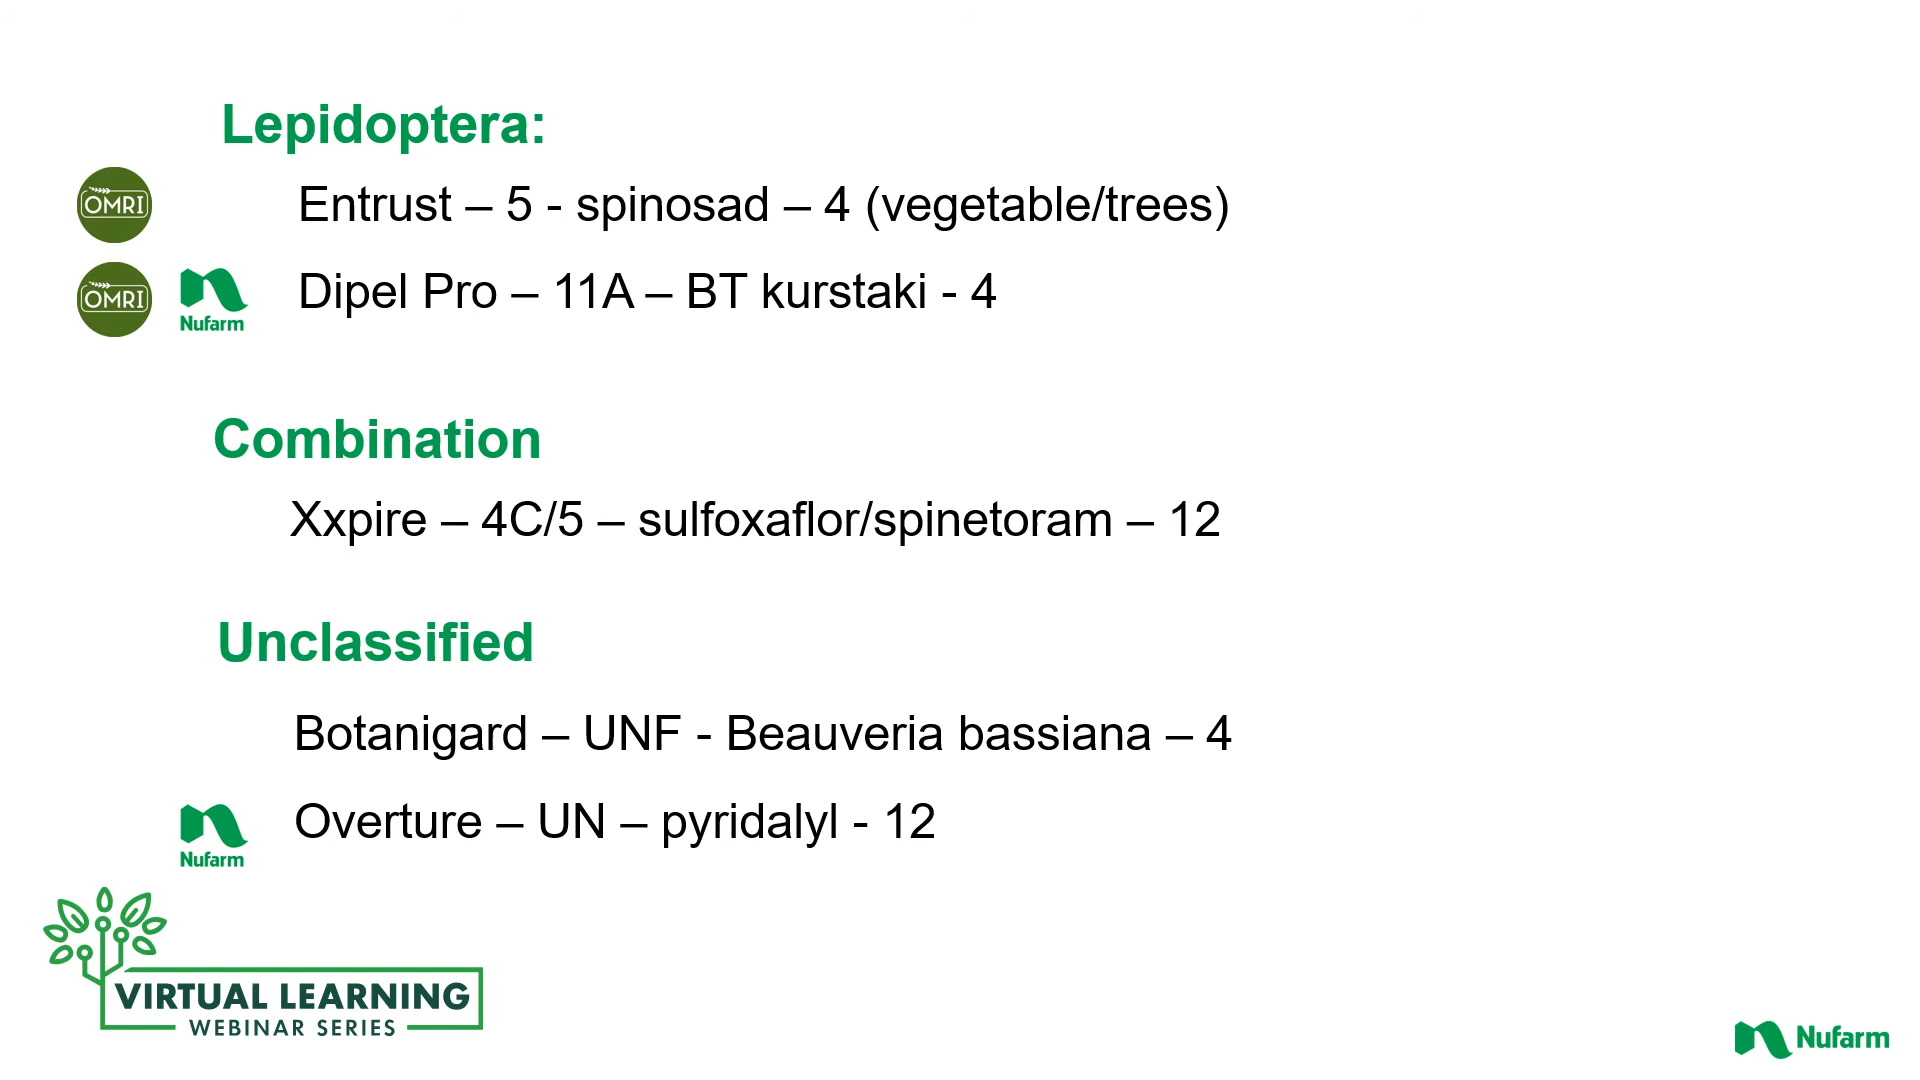 Lepidoptera:
OMRI
Entrust – 5 - spinosad – 4 (vegetable/trees)
OMRI
Nufarm
Dipel Pro – 11A – BT kurstaki - 4
Combination
Xxpire – 4C/5 – sulfoxaflor/spinetoram – 12
Unclassified
Botanigard – UNF - Beauveria bassiana – 4
Nufarm
Overture – UN – pyridalyl - 12
VIRTUAL LEARNING
WEBINAR SERIES
Nufarm